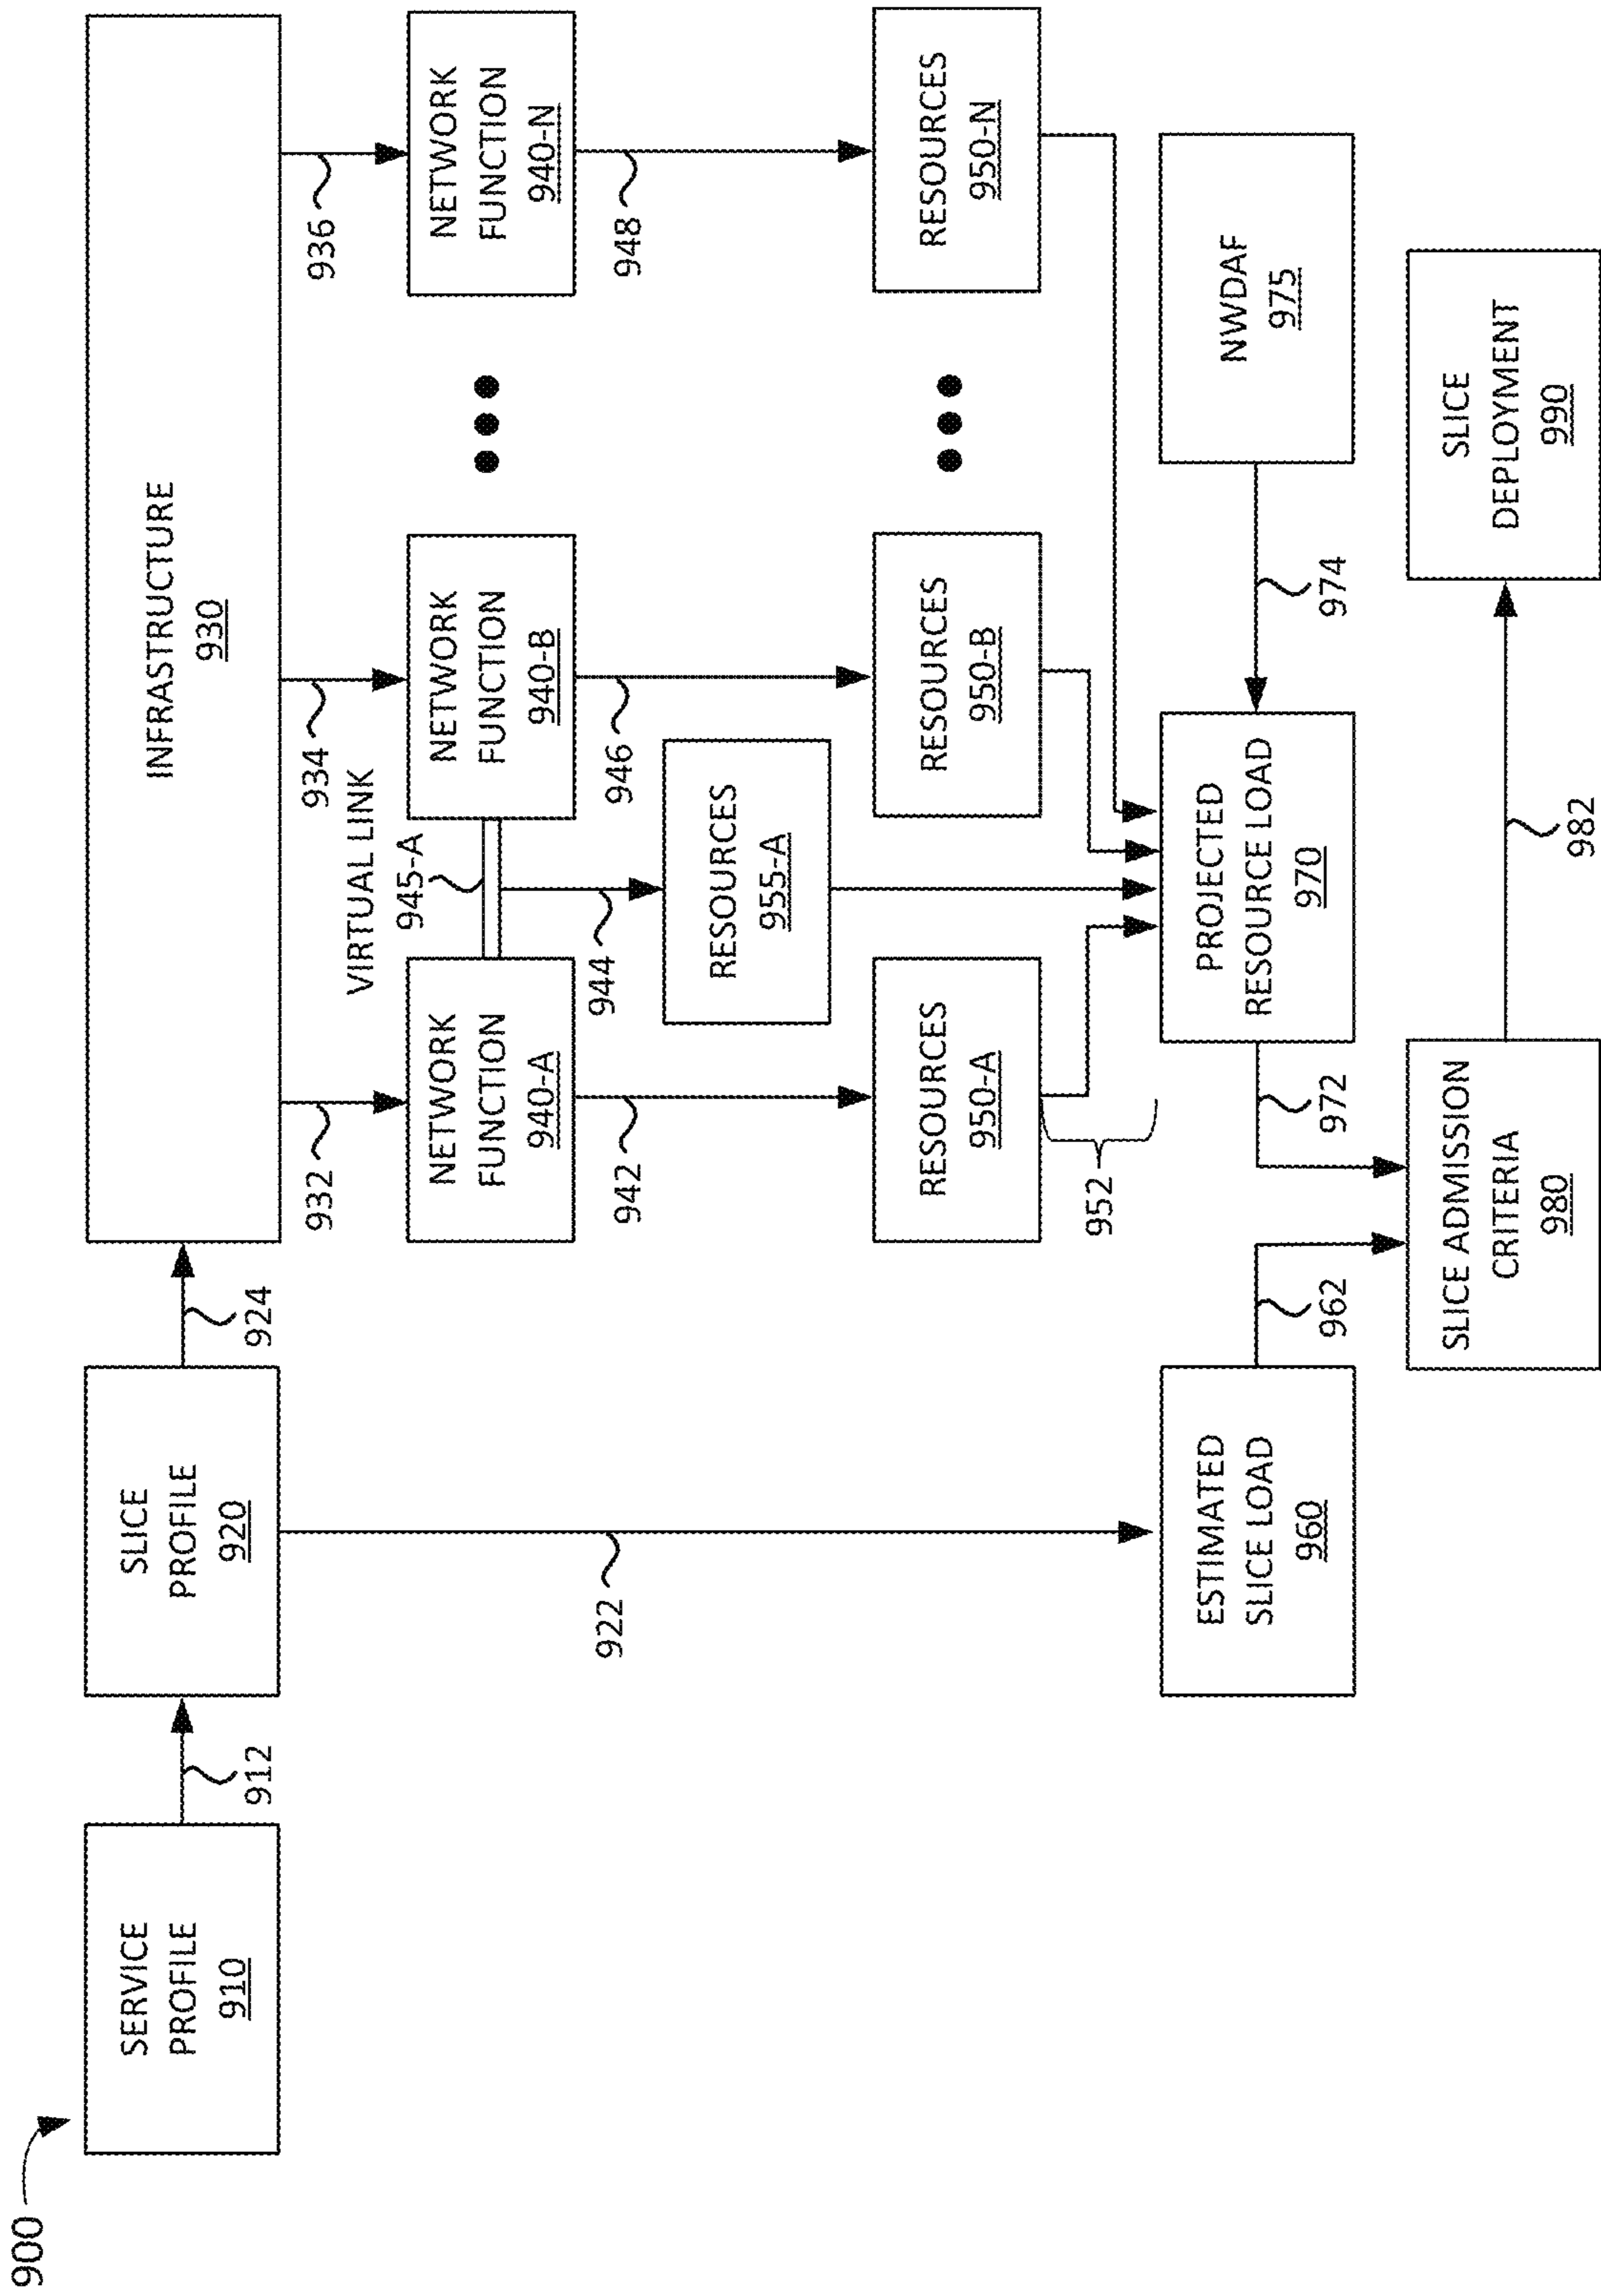 900
SERVICE
PROFILE
910
912
SLICE
PROFILE
920
922
924
INFRASTRUCTURE
930
932
934
936
VIRTUAL LINK
945-A
NETWORK
FUNCTION
940-A
NETWORK
FUNCTION
940-B
NETWORK
FUNCTION
940-N
942
944
946
948
RESOURCES
955-A
RESOURCES
950-A
RESOURCES
950-B
RESOURCES
950-N
952
ESTIMATED
SLICE LOAD
960
962
PROJECTED
RESOURCE LOAD
970
972
974
NWDAF
975
SLICE ADMISSION
CRITERIA
980
982
SLICE
DEPLOYMENT
990